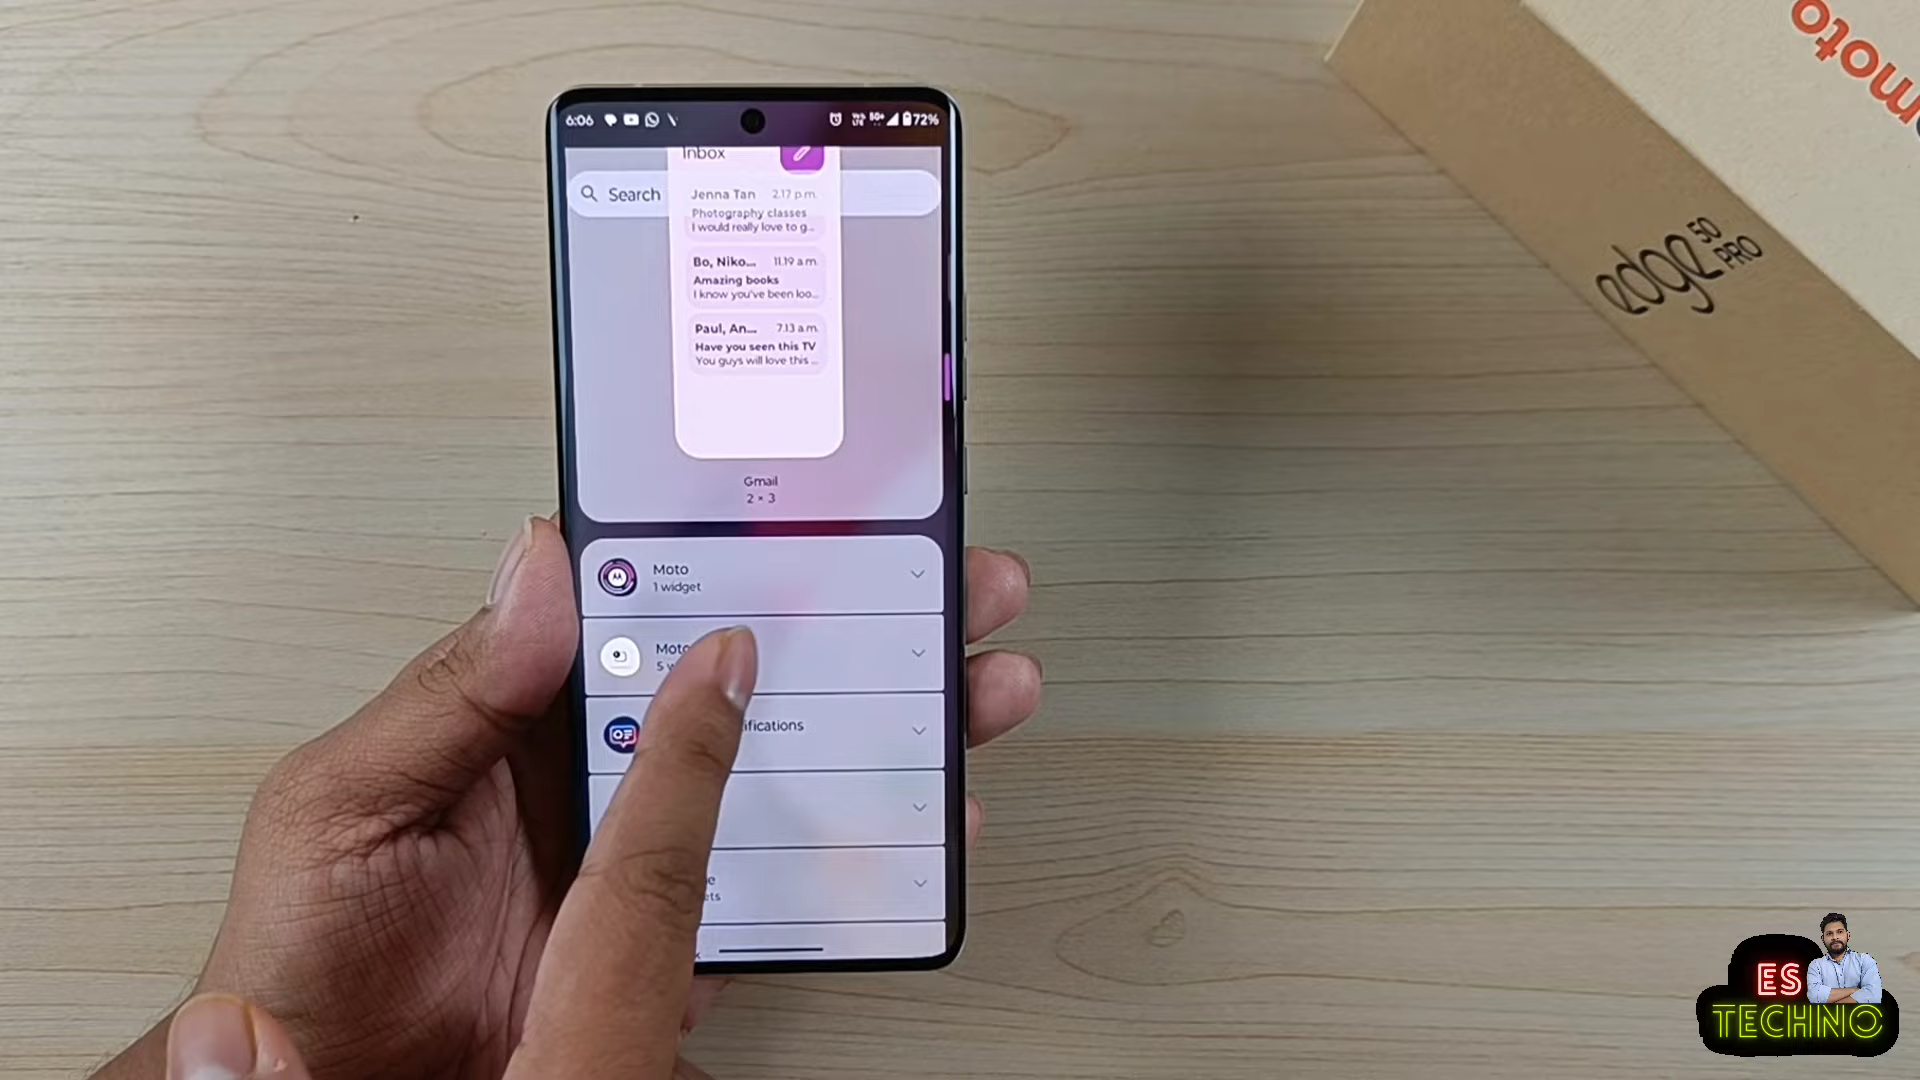 moto
edge 50 PRO
6:06
72%
Inbox
Search
Jenna Tan 2.17 p.m.
Photography classes
I would really love to g...
Bo, Niko... 11.19 a.m.
Amazing books
I know you've been loo...
Paul, An... 7.13 a.m.
Have you seen this TV
You guys will love this ...
Gmail
2 × 3
Moto
1 widget
Moto
5 w
ifications
e
ets
ES
TECHNO